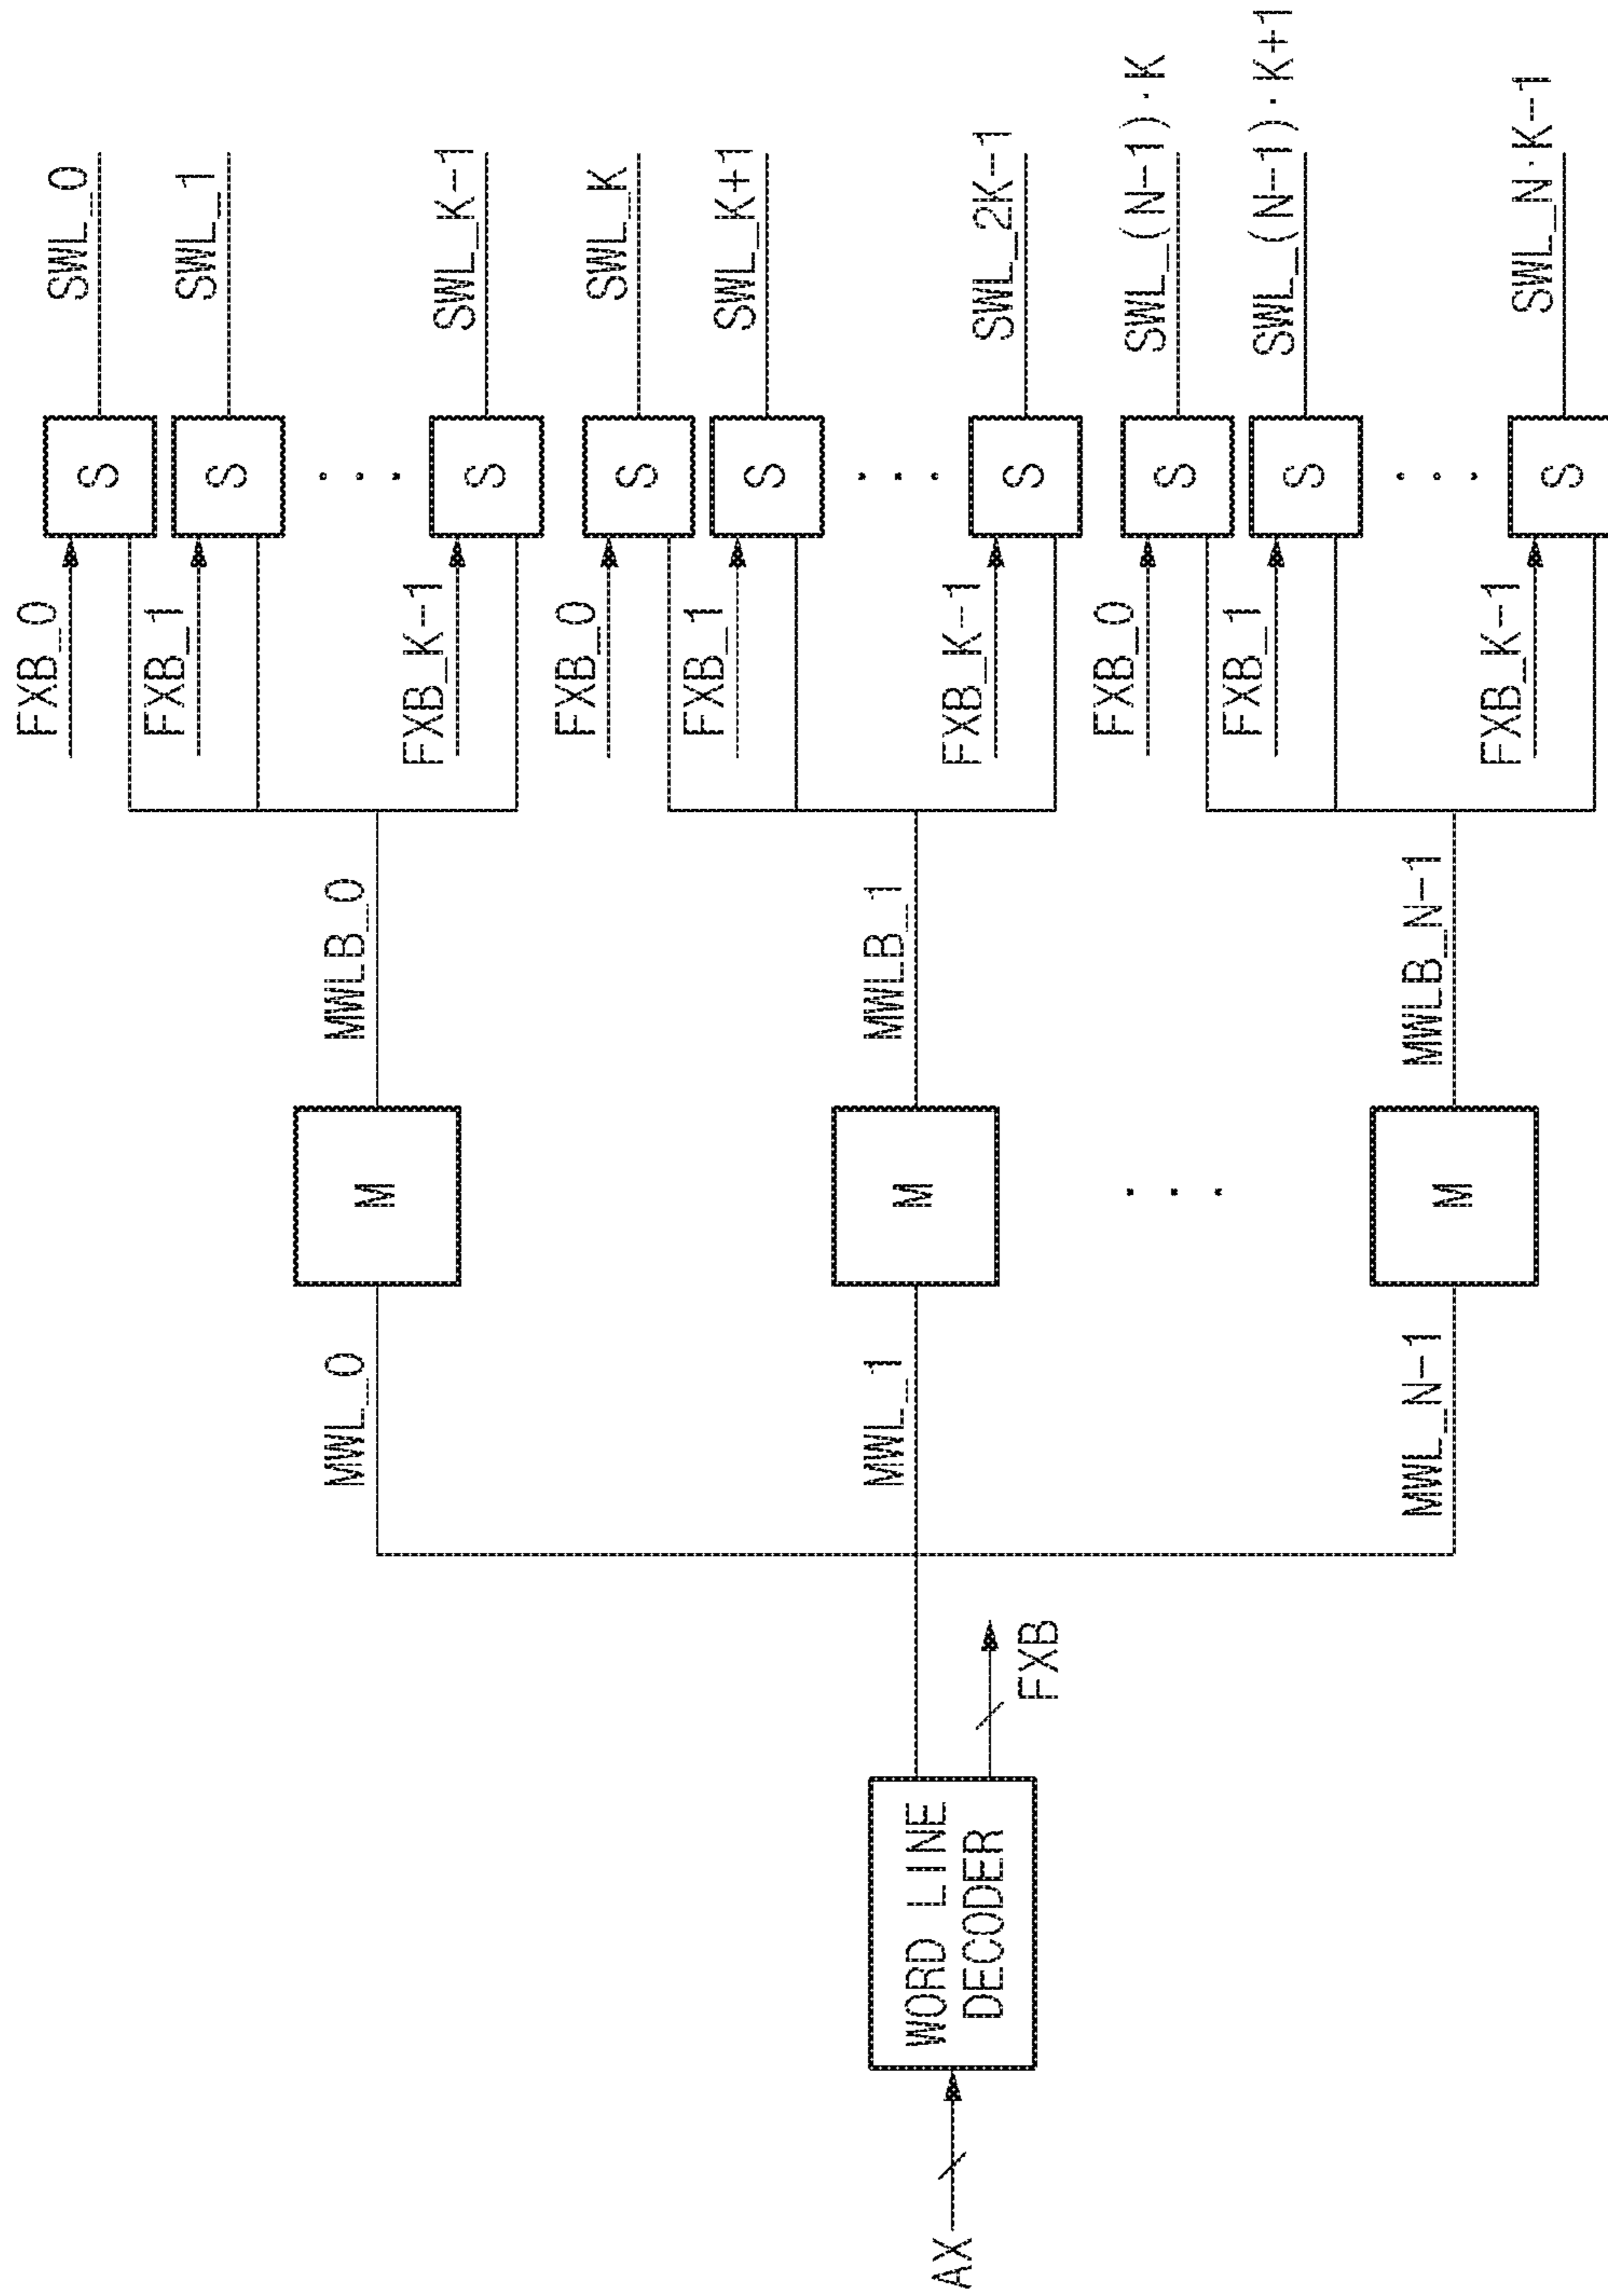 AX
WORD LINE
DECODER
FXB
MWL_0
MWL_1
MWL_N-1
M
M
M
MWLB_0
MWLB_1
MWLB_N-1
FXB_0
S
SWL_0
FXB_1
S
SWL_1
FXB_K-1
S
SWL_K-1
FXB_0
S
SWL_K
FXB_1
S
SWL_K+1
FXB_K-1
S
SWL_2K-1
FXB_0
S
SWL_(N-1)·K
FXB_1
S
SWL_(N-1)·K+1
FXB_K-1
S
SWL_N·K-1